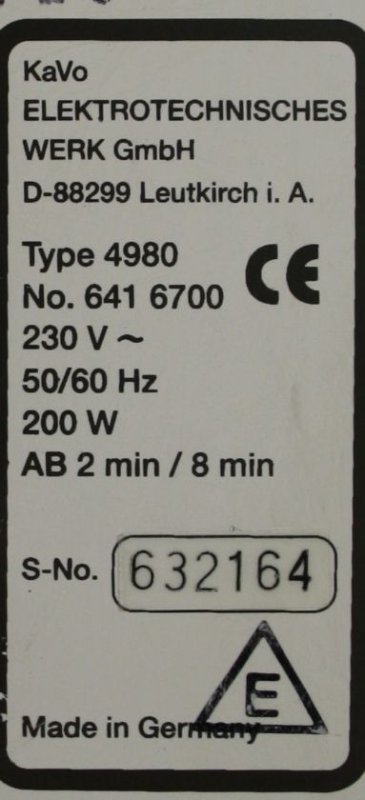 KaVo
ELEKTROTECHNISCHES
WERK GmbH
D-88299 Leutkirch i. A.
Type 4980
CE
No. 641 6700
230 V ~
50/60 Hz
200 W
AB 2 min / 8 min
S-No. 632164
E
Made in Germany